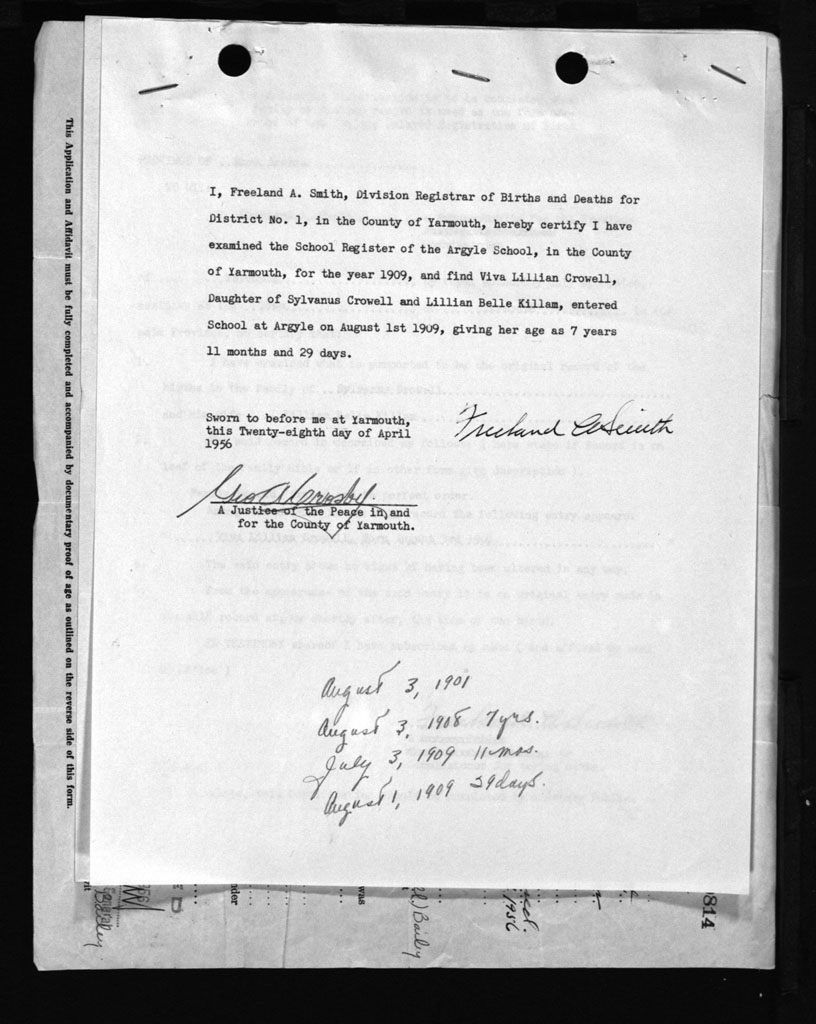 I, Freeland A. Smith, Division Registrar of Births and Deaths for
District No. 1, in the County of Yarmouth, hereby certify I have
examined the School Register of the Argyle School, in the County
of Yarmouth, for the year 1909, and find Viva Lillian Crowell,
Daughter of Sylvanus Crowell and Lillian Belle Killam, entered
School at Argyle on August 1st 1909, giving her age as 7 years
11 months and 29 days.
Sworn to before me at Yarmouth,
this Twenty-eighth day of April
1956
Freeland A Smith
A Justice of the Peace in and
for the County of Yarmouth.
August 3, 1901
August 3, 1908 7 yrs.
July 3, 1909 11 mos.
August 1, 1909 29 days.
This Application and Affidavit must be fully completed and accompanied by documentary proof of age as outlined on the reverse side of this form.
nder
was
Bailey
1956
814